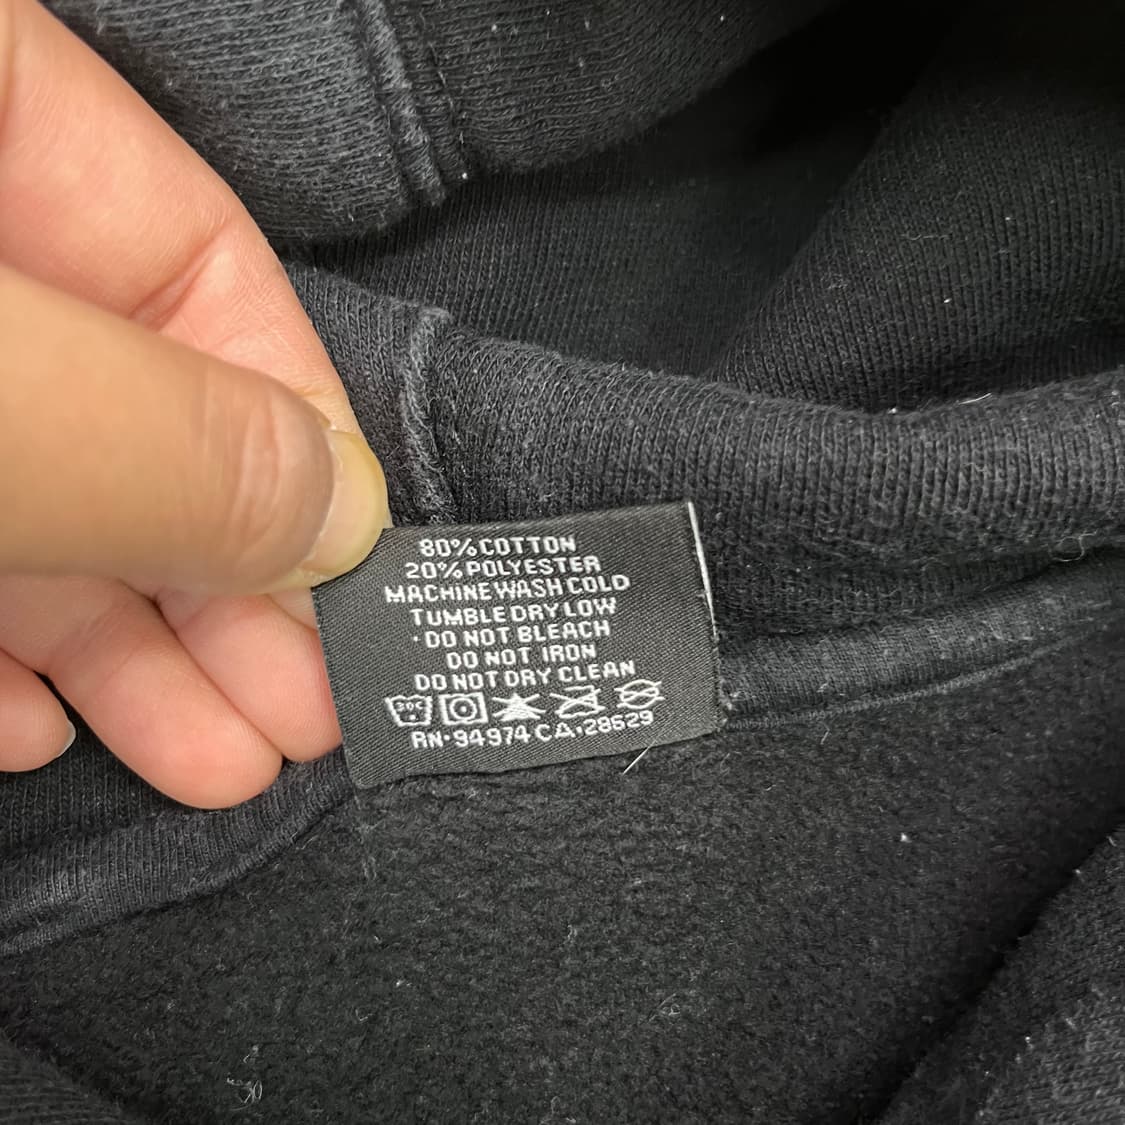 80% COTTON
20% POLYESTER
MACHINE WASH COLD
TUMBLE DRY LOW
· DO NOT BLEACH
DO NOT IRON
DO NOT DRY CLEAN
30C
RN·94974 CA·28629